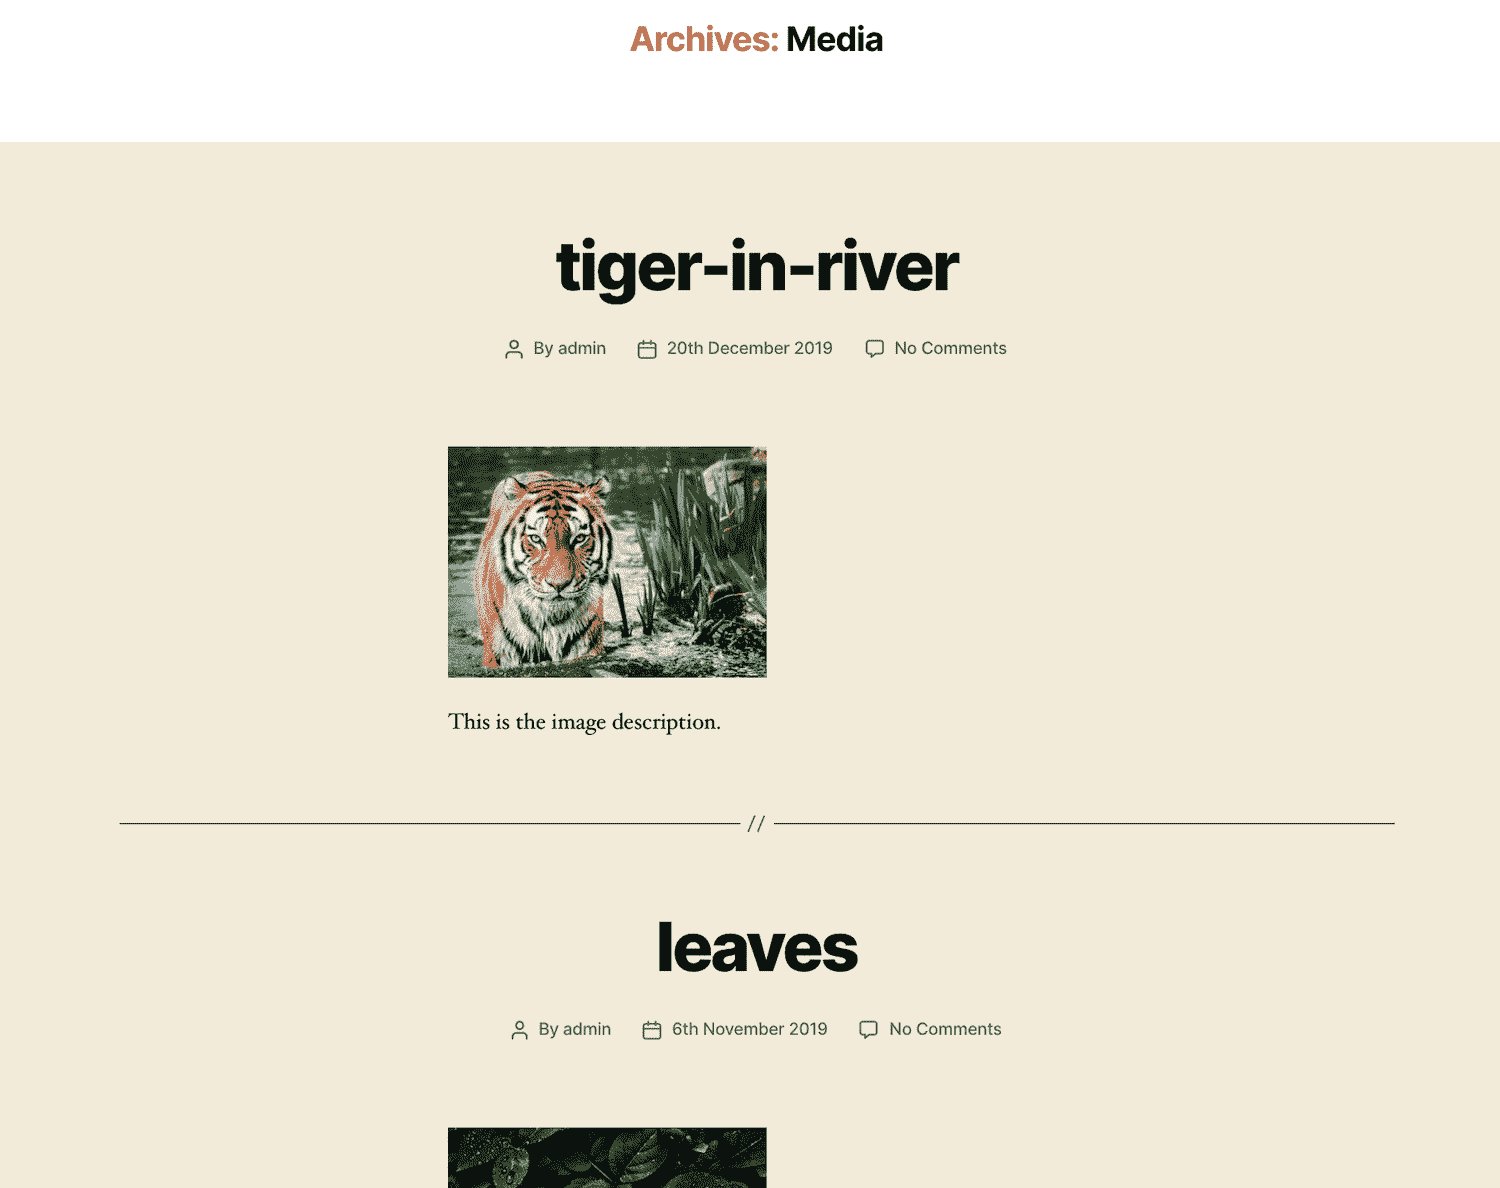 Archives: Media
tiger-in-river
By admin 20th December 2019 No Comments
This is the image description.
//
leaves
By admin 6th November 2019 No Comments